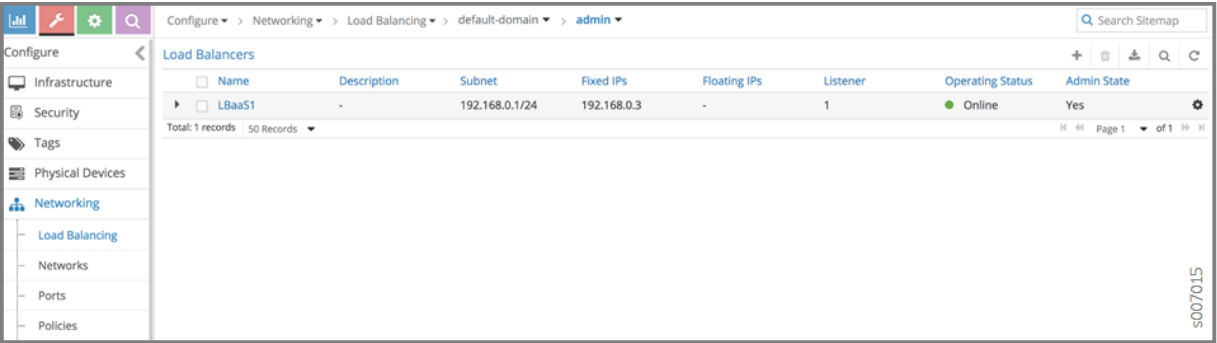 Configure > Networking > Load Balancing > default-domain > admin
Search Sitemap
Configure
Infrastructure
Security
Tags
Physical Devices
Networking
Load Balancing
Networks
Ports
Policies
Load Balancers
Name Description Subnet Fixed IPs Floating IPs Listener Operating Status Admin State
LBaaS1 - 192.168.0.1/24 192.168.0.3 - 1 Online Yes
Total: 1 records 50 Records Page 1 of 1
s007015